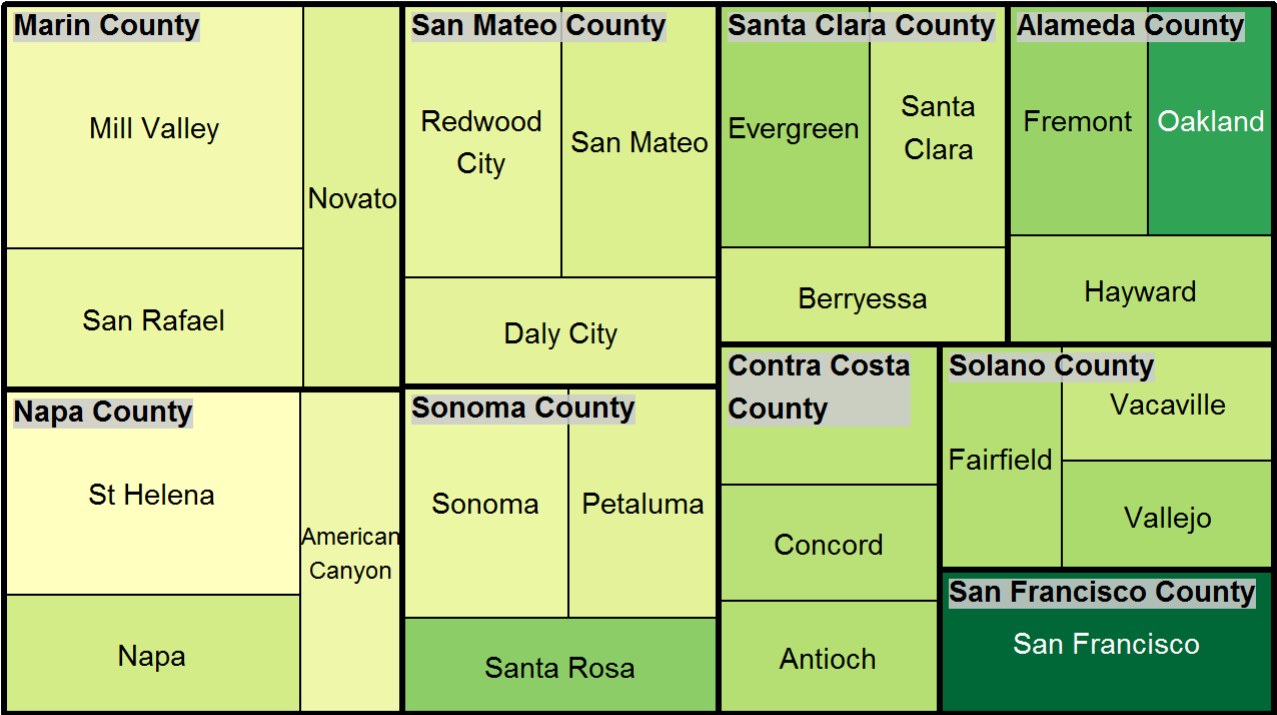 Marin County
Mill Valley
Novato
San Rafael
San Mateo County
Redwood
City
San Mateo
Daly City
Santa Clara County
Evergreen
Santa
Clara
Berryessa
Alameda County
Fremont
Oakland
Hayward
Napa County
St Helena
American
Canyon
Napa
Sonoma County
Sonoma
Petaluma
Santa Rosa
Contra Costa
County
Concord
Antioch
Solano County
Vacaville
Fairfield
Vallejo
San Francisco County
San Francisco